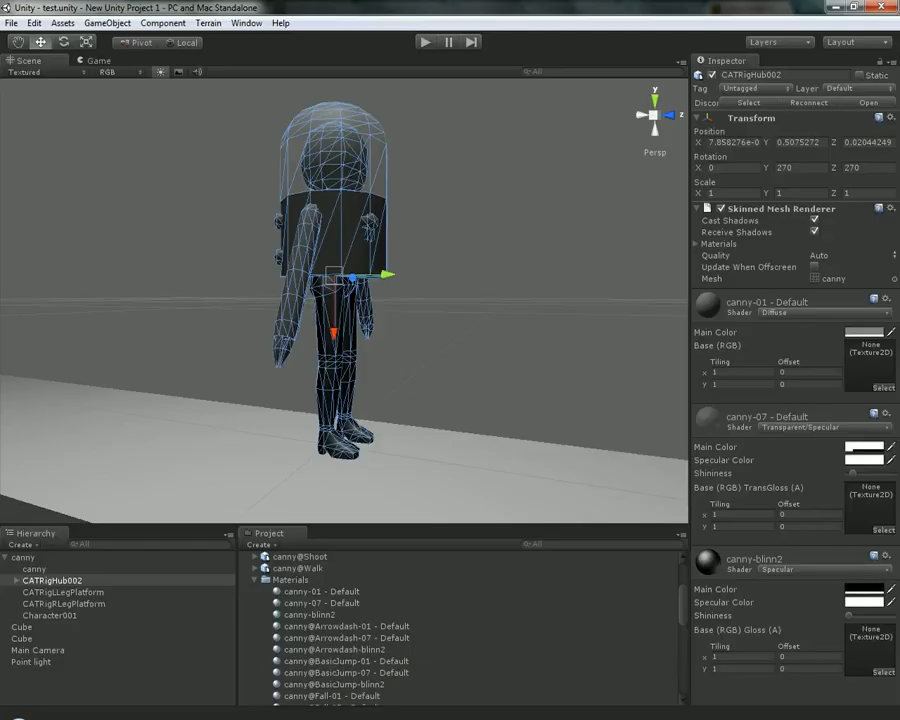 Unity - test.unity - New Unity Project 1 - PC and Mac Standalone
File Edit Assets GameObject Component Terrain Window Help
Pivot Local Layers Layout
Scene Game
Textured RGB All
y
z
Persp
Inspector
CATRigHub002 Static
Tag Untagged Layer Default
Select Reconnect Open
Transform
Position
X 7.858276e-0 Y 0.5075272 Z 0.02044249
Rotation
X 0 Y 270 Z 270
Scale
X 1 Y 1 Z 1
Skinned Mesh Renderer
Cast Shadows
Receive Shadows
Materials
Quality Auto
Update When Offscreen
Mesh canny
canny-01 - Default
Shader Diffuse
Main Color
Base (RGB) None
(Texture2D)
Tiling Offset
x 1 0
y 1 0
Select
canny-07 - Default
Shader Transparent/Specular
Main Color
Specular Color
Shininess
Base (RGB) TransGloss (A) None
(Texture2D)
Tiling Offset
x 1 0
y 1 0
Select
canny-blinn2
Shader Specular
Main Color
Specular Color
Shininess
Base (RGB) Gloss (A) None
(Texture2D)
Tiling Offset
x 1 0
y 1 0
Select
Hierarchy
Create All
canny
canny
CATRigHub002
CATRigLLegPlatform
CATRigRLegPlatform
Character001
Cube
Cube
Main Camera
Point light
Project
Create All
canny@Shoot
canny@Walk
Materials
canny-01 - Default
canny-07 - Default
canny-blinn2
canny@Arrowdash-01 - Default
canny@Arrowdash-07 - Default
canny@Arrowdash-blinn2
canny@BasicJump-01 - Default
canny@BasicJump-07 - Default
canny@BasicJump-blinn2
canny@Fall-01 - Default